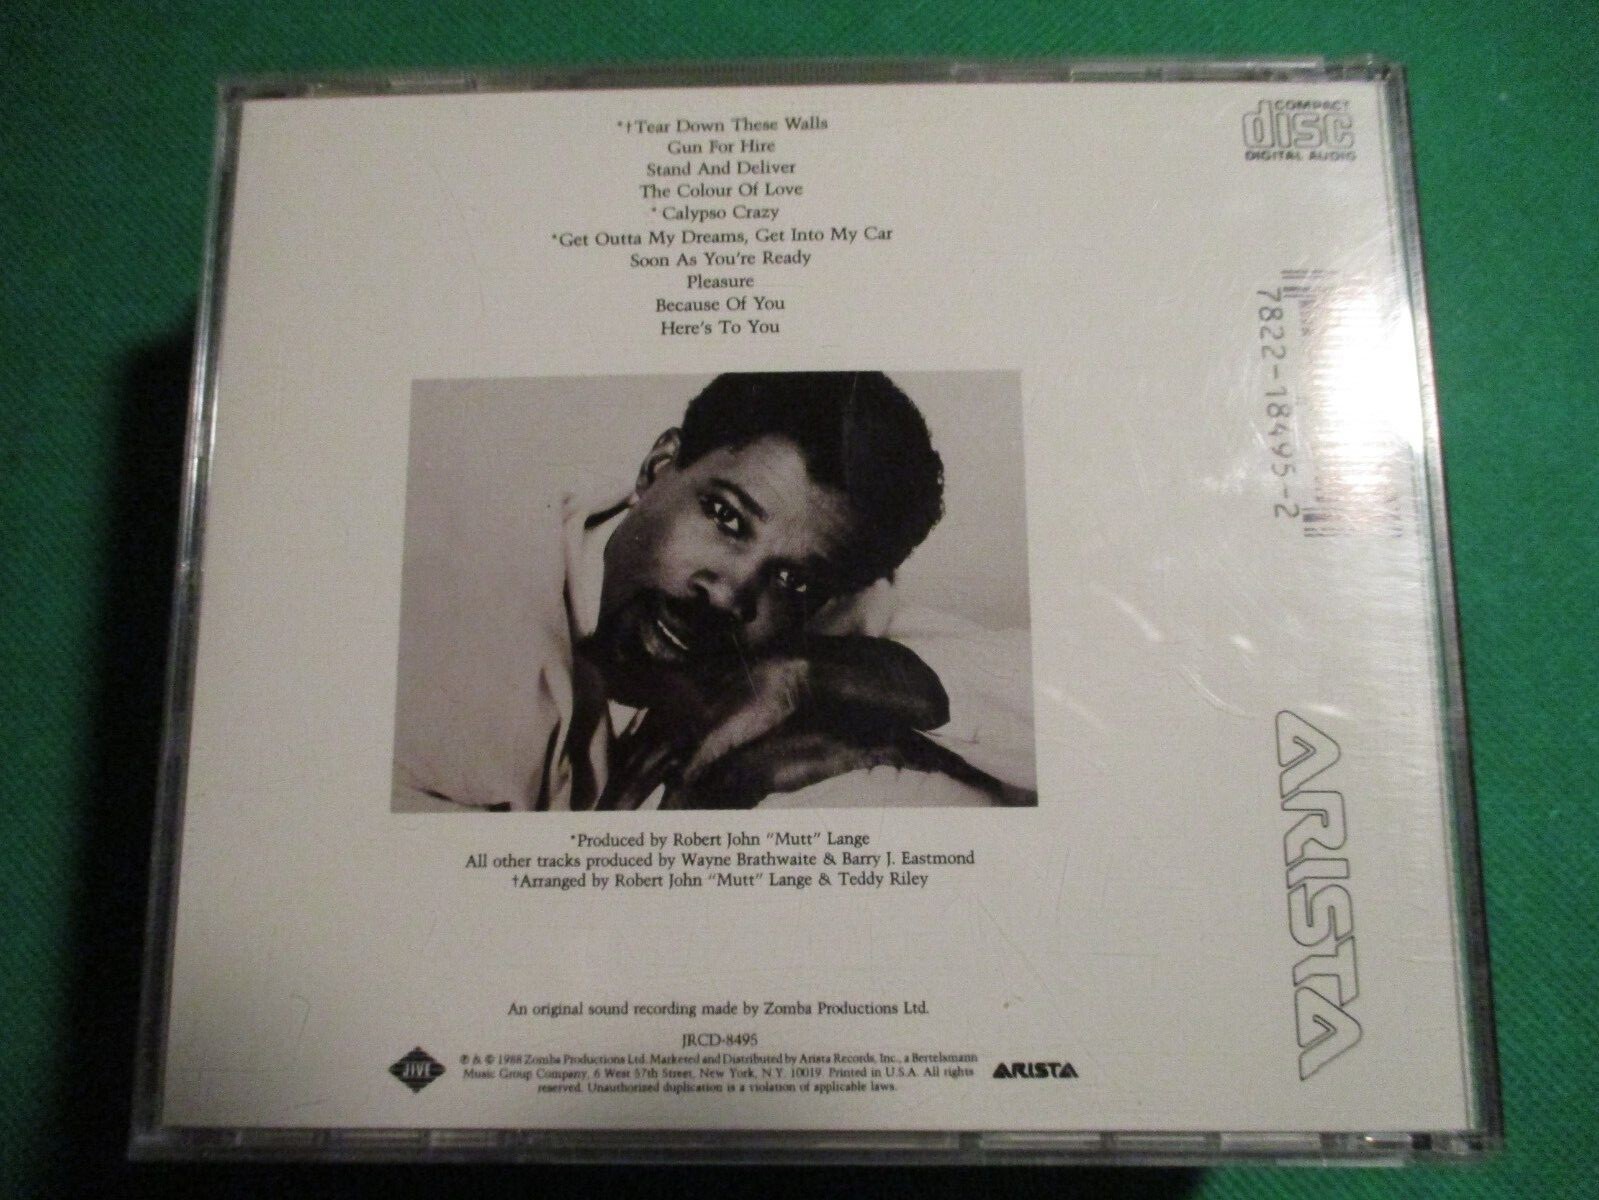 *†Tear Down These Walls
Gun For Hire
Stand And Deliver
The Colour Of Love
* Calypso Crazy
*Get Outta My Dreams, Get Into My Car
Soon As You're Ready
Pleasure
Because Of You
Here's To You
COMPACT
disc
DIGITAL AUDIO
7822-18495-2
ARISTA
*Produced by Robert John "Mutt" Lange
All other tracks produced by Wayne Brathwaite & Barry J. Eastmond
†Arranged by Robert John "Mutt" Lange & Teddy Riley
An original sound recording made by Zomba Productions Ltd.
JRCD-8495
JIVE
℗ & © 1988 Zomba Productions Ltd. Marketed and Distributed by Arista Records, Inc., a Bertelsmann
Music Group Company, 6 West 57th Street, New York, N.Y. 10019. Printed in U.S.A. All rights
reserved. Unauthorized duplication is a violation of applicable laws.
ARISTA